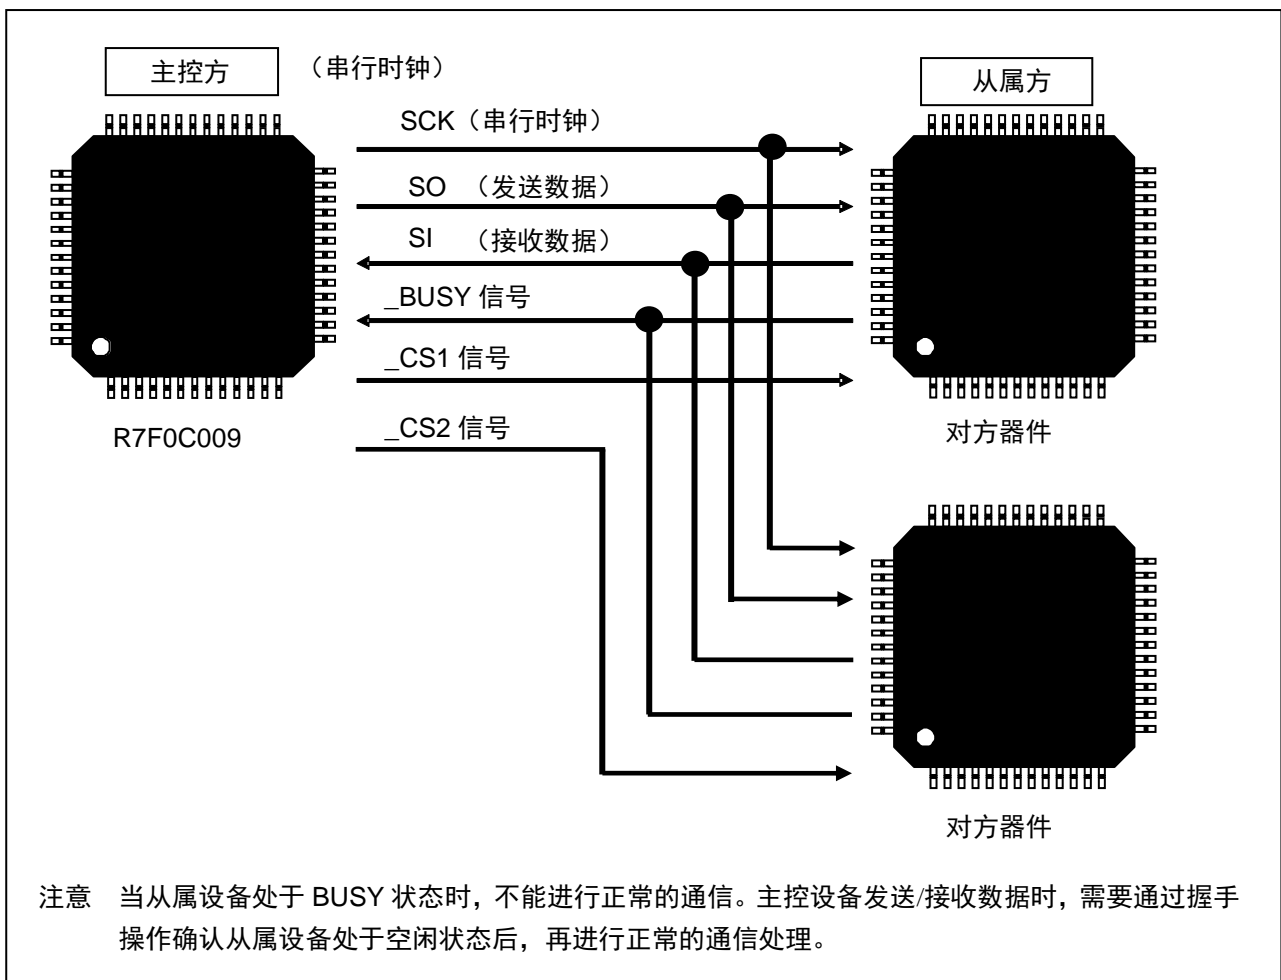 主控方
（串行时钟）
从属方
SCK（串行时钟）
SO （发送数据）
SI （接收数据）
_BUSY 信号
_CS1 信号
_CS2 信号
R7F0C009
对方器件
对方器件
注意 当从属设备处于 BUSY 状态时，不能进行正常的通信。主控设备发送/接收数据时，需要通过握手
操作确认从属设备处于空闲状态后，再进行正常的通信处理。